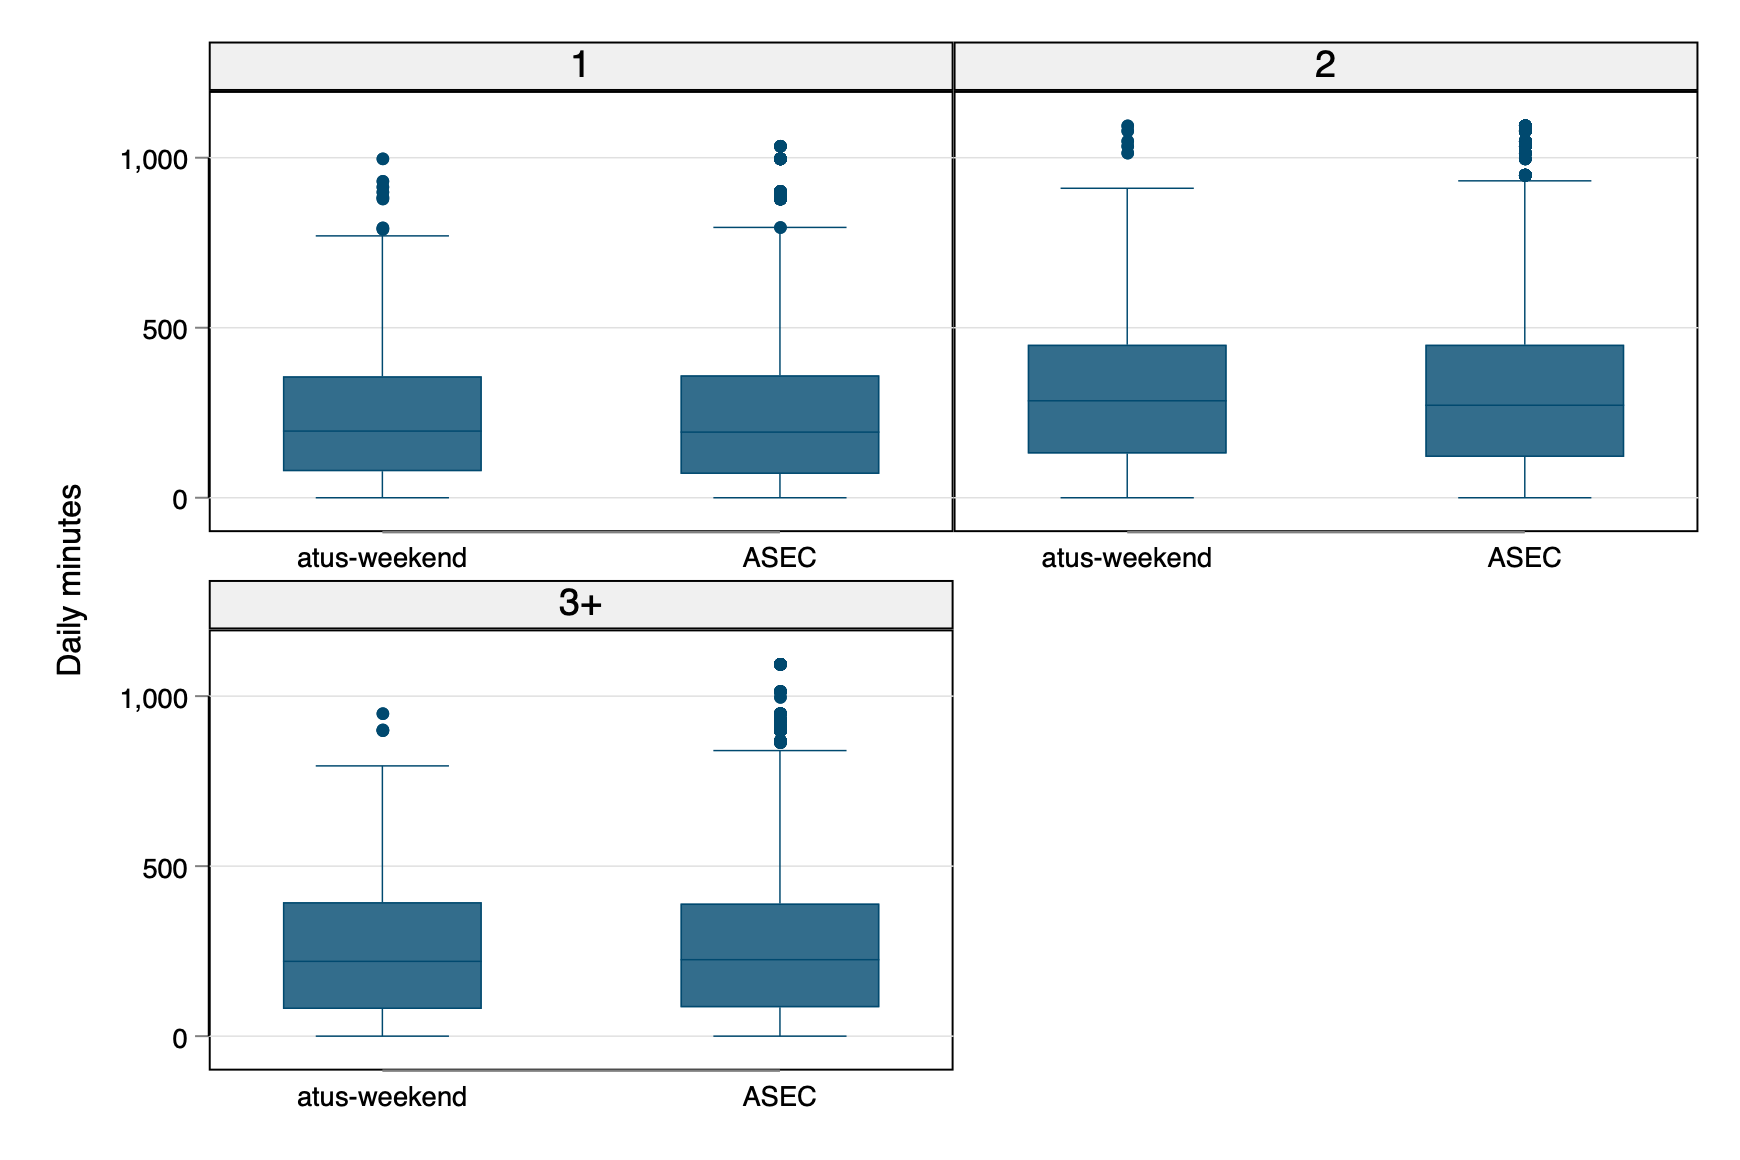 1
2
1,000
500
0
atus-weekend
ASEC
atus-weekend
ASEC
Daily minutes
3+
1,000
500
0
atus-weekend
ASEC